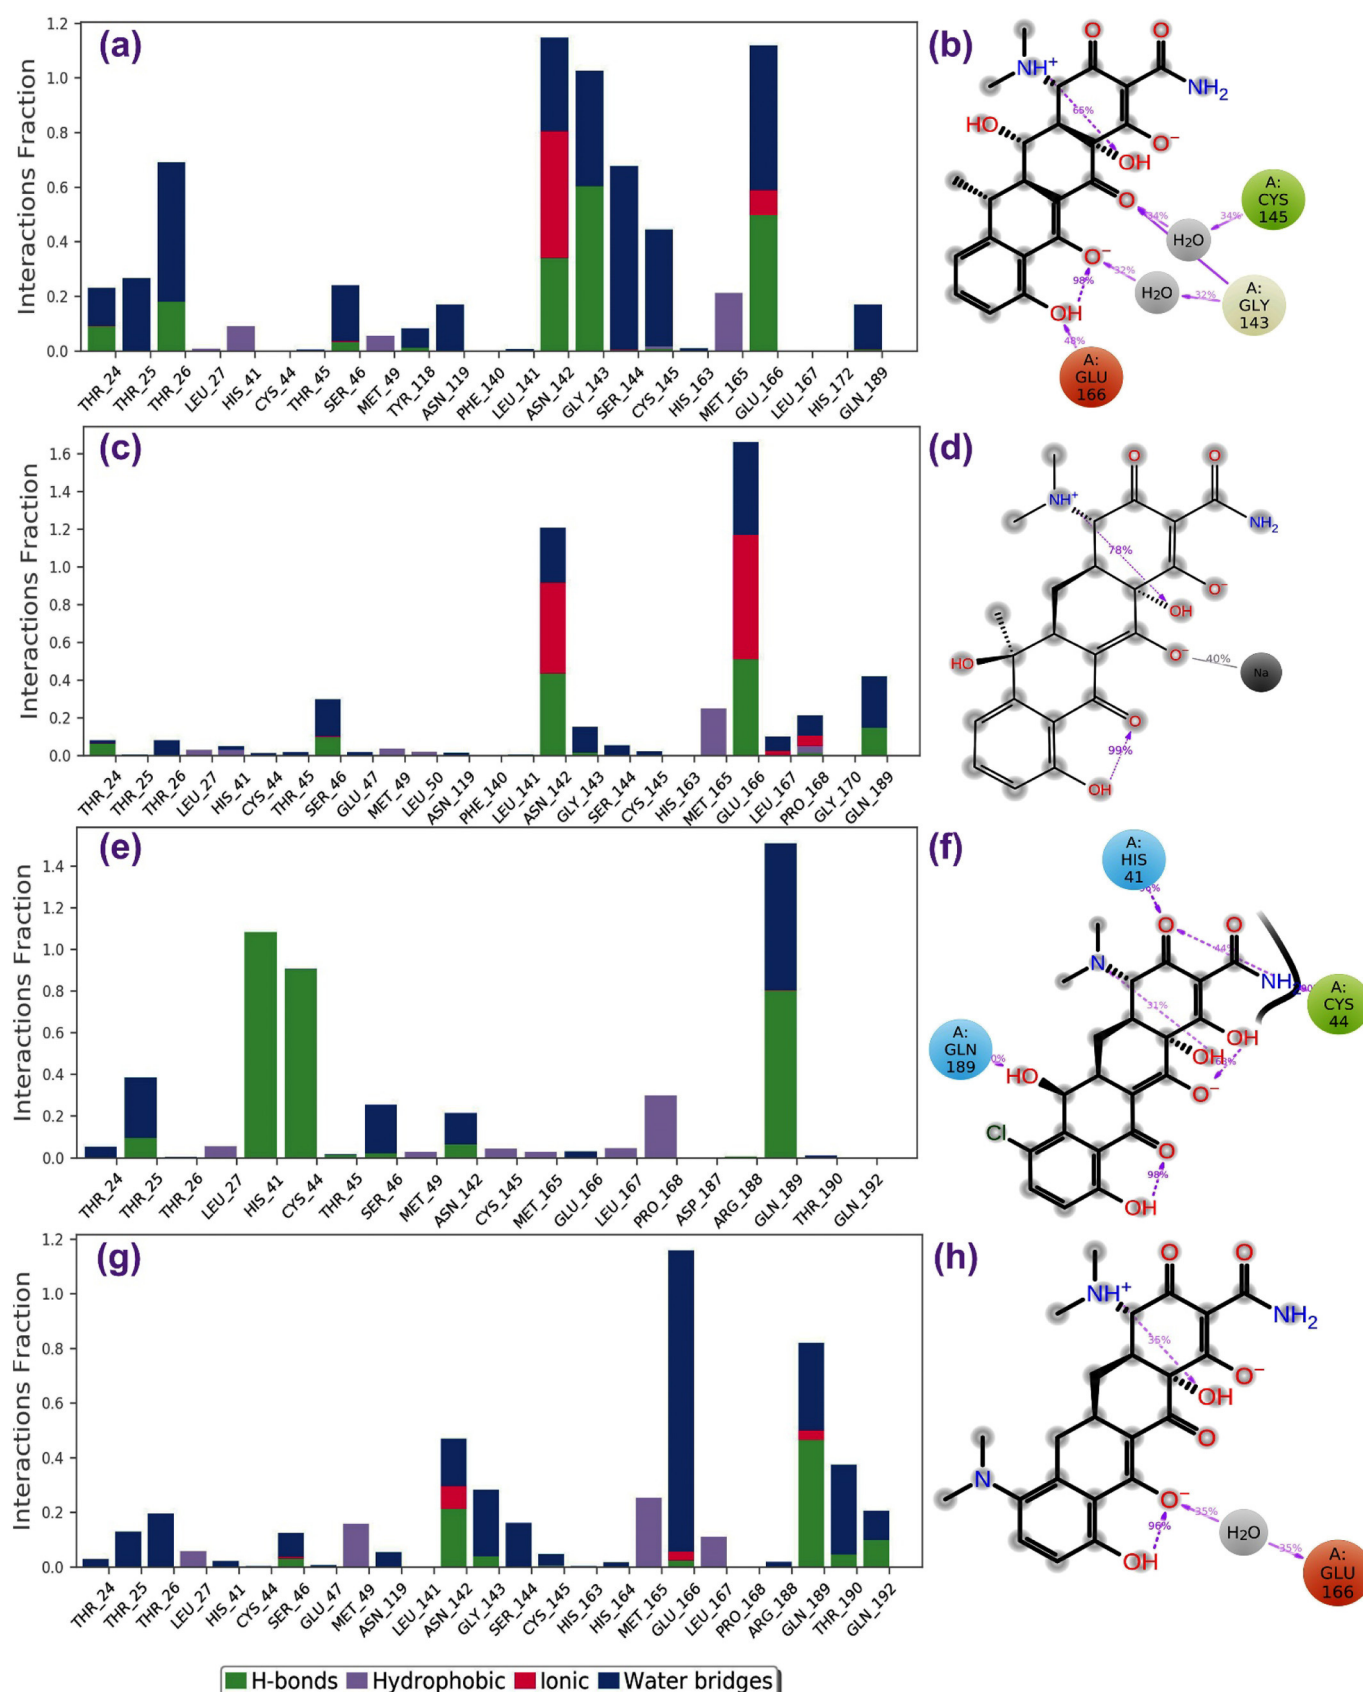 (a)
Interactions Fraction
1.2
1.0
0.8
0.6
0.4
0.2
0.0
THR_24 THR_25 THR_26 LEU_27 HIS_41 CYS_44 THR_45 SER_46 MET_49 TYR_118 ASN_119 PHE_140 LEU_141 ASN_142 GLY_143 SER_144 CYS_145 HIS_163 MET_165 GLU_166 LEU_167 HIS_172 GLN_189
(b)
O O
NH+ NH2
65%
HO OH O−
O
34% H2O 34%
A:
CYS
145
O− 32% H2O 32%
98%
OH
A:
GLY
143
48%
A:
GLU
166
(c)
Interactions Fraction
1.6
1.4
1.2
1.0
0.8
0.6
0.4
0.2
0.0
THR_24 THR_25 THR_26 LEU_27 HIS_41 CYS_44 THR_45 SER_46 GLU_47 MET_49 LEU_50 ASN_119 PHE_140 LEU_141 ASN_142 GLY_143 SER_144 CYS_145 HIS_163 MET_165 GLU_166 LEU_167 PRO_168 GLY_170 GLN_189
(d)
O O
NH+ NH2
78%
O−
OH
HO O− 40% Na
O
99%
OH
(e)
Interactions Fraction
1.4
1.2
1.0
0.8
0.6
0.4
0.2
0.0
THR_24 THR_25 THR_26 LEU_27 HIS_41 CYS_44 THR_45 SER_46 MET_49 ASN_142 CYS_145 MET_165 GLU_166 LEU_167 PRO_168 ASP_187 ARG_188 GLN_189 THR_190 GLN_192
(f)
A:
HIS
41
O O
44%
N NH
A:
CYS
44
31%
OH
OH
A:
GLN
189
HO O−
Cl
O
98%
OH
(g)
Interactions Fraction
1.2
1.0
0.8
0.6
0.4
0.2
0.0
THR_24 THR_25 THR_26 LEU_27 HIS_41 CYS_44 SER_46 GLU_47 MET_49 ASN_119 LEU_141 ASN_142 GLY_143 SER_144 CYS_145 HIS_163 HIS_164 MET_165 GLU_166 LEU_167 PRO_168 ARG_188 GLN_189 THR_190 GLN_192
(h)
O O
NH+ NH2
35%
O−
OH
O
N
O− 35%
H2O
96%
OH
35%
A:
GLU
166
H-bonds Hydrophobic Ionic Water bridges